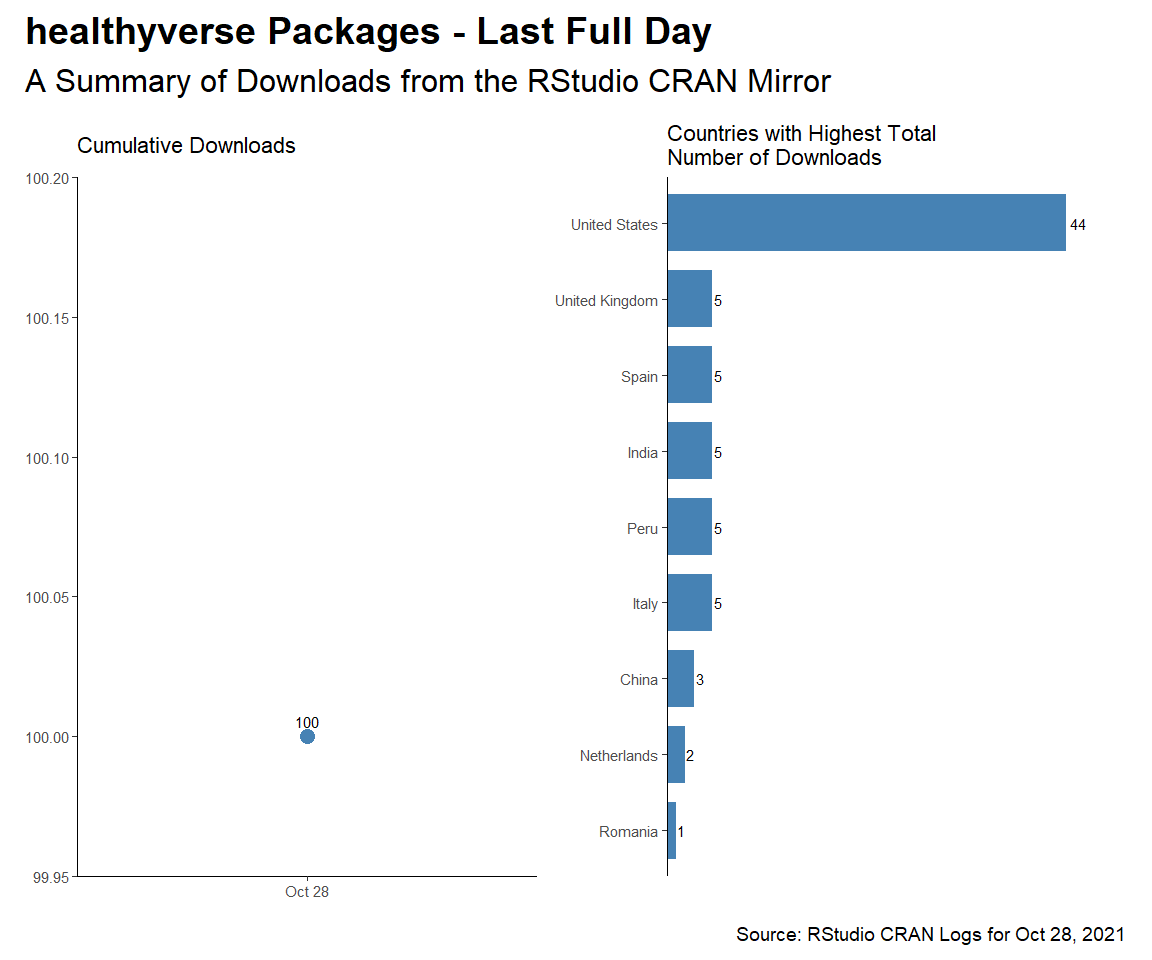 healthyverse Packages - Last Full Day
A Summary of Downloads from the RStudio CRAN Mirror
Cumulative Downloads
100.20
100.15
100.10
100.05
100.00
99.95
100
Oct 28
Countries with Highest Total
Number of Downloads
United States 44
United Kingdom 5
Spain 5
India 5
Peru 5
Italy 5
China 3
Netherlands 2
Romania 1
Source: RStudio CRAN Logs for Oct 28, 2021